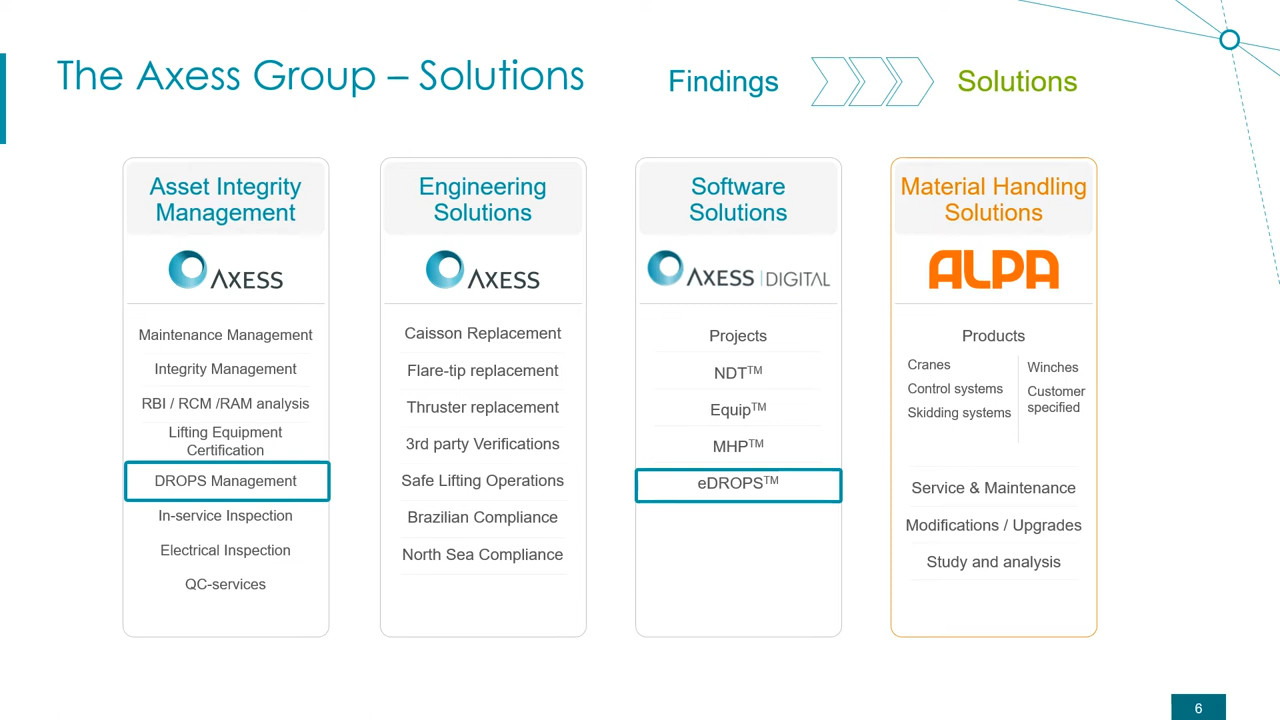 The Axess Group – Solutions
Findings
Solutions
Asset Integrity
Management
AXESS
Maintenance Management
Integrity Management
RBI / RCM /RAM analysis
Lifting Equipment
Certification
DROPS Management
In-service Inspection
Electrical Inspection
QC-services
Engineering
Solutions
AXESS
Caisson Replacement
Flare-tip replacement
Thruster replacement
3rd party Verifications
Safe Lifting Operations
Brazilian Compliance
North Sea Compliance
Software
Solutions
AXESS | DIGITAL
Projects
NDT™
Equip™
MHP™
eDROPS™
Material Handling
Solutions
ALPA
Products
Cranes
Control systems
Skidding systems
Winches
Customer
specified
Service & Maintenance
Modifications / Upgrades
Study and analysis
6